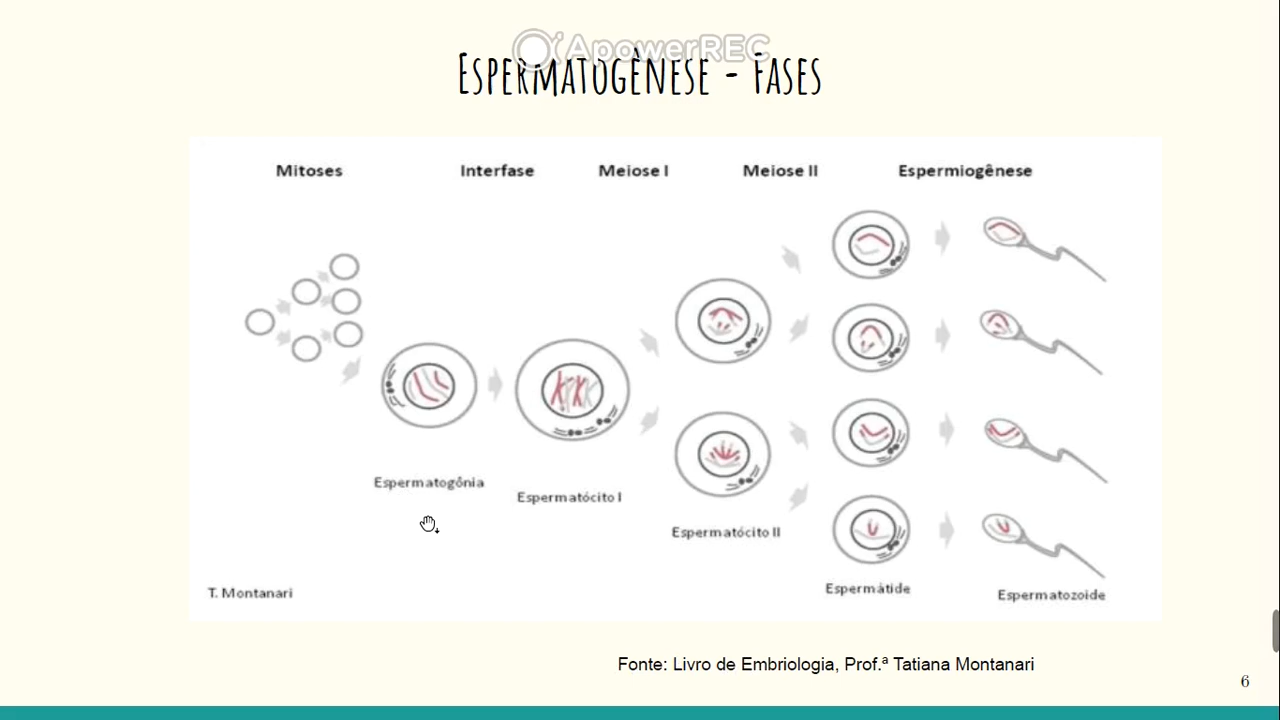 ApowerREC
Espermatogênese - Fases
Mitoses Interfase Meiose I Meiose II Espermiogênese
Espermatogônia
Espermatócito I
Espermatócito II
Espermátide
Espermatozoide
T. Montanari
Fonte: Livro de Embriologia, Prof.ª Tatiana Montanari
6